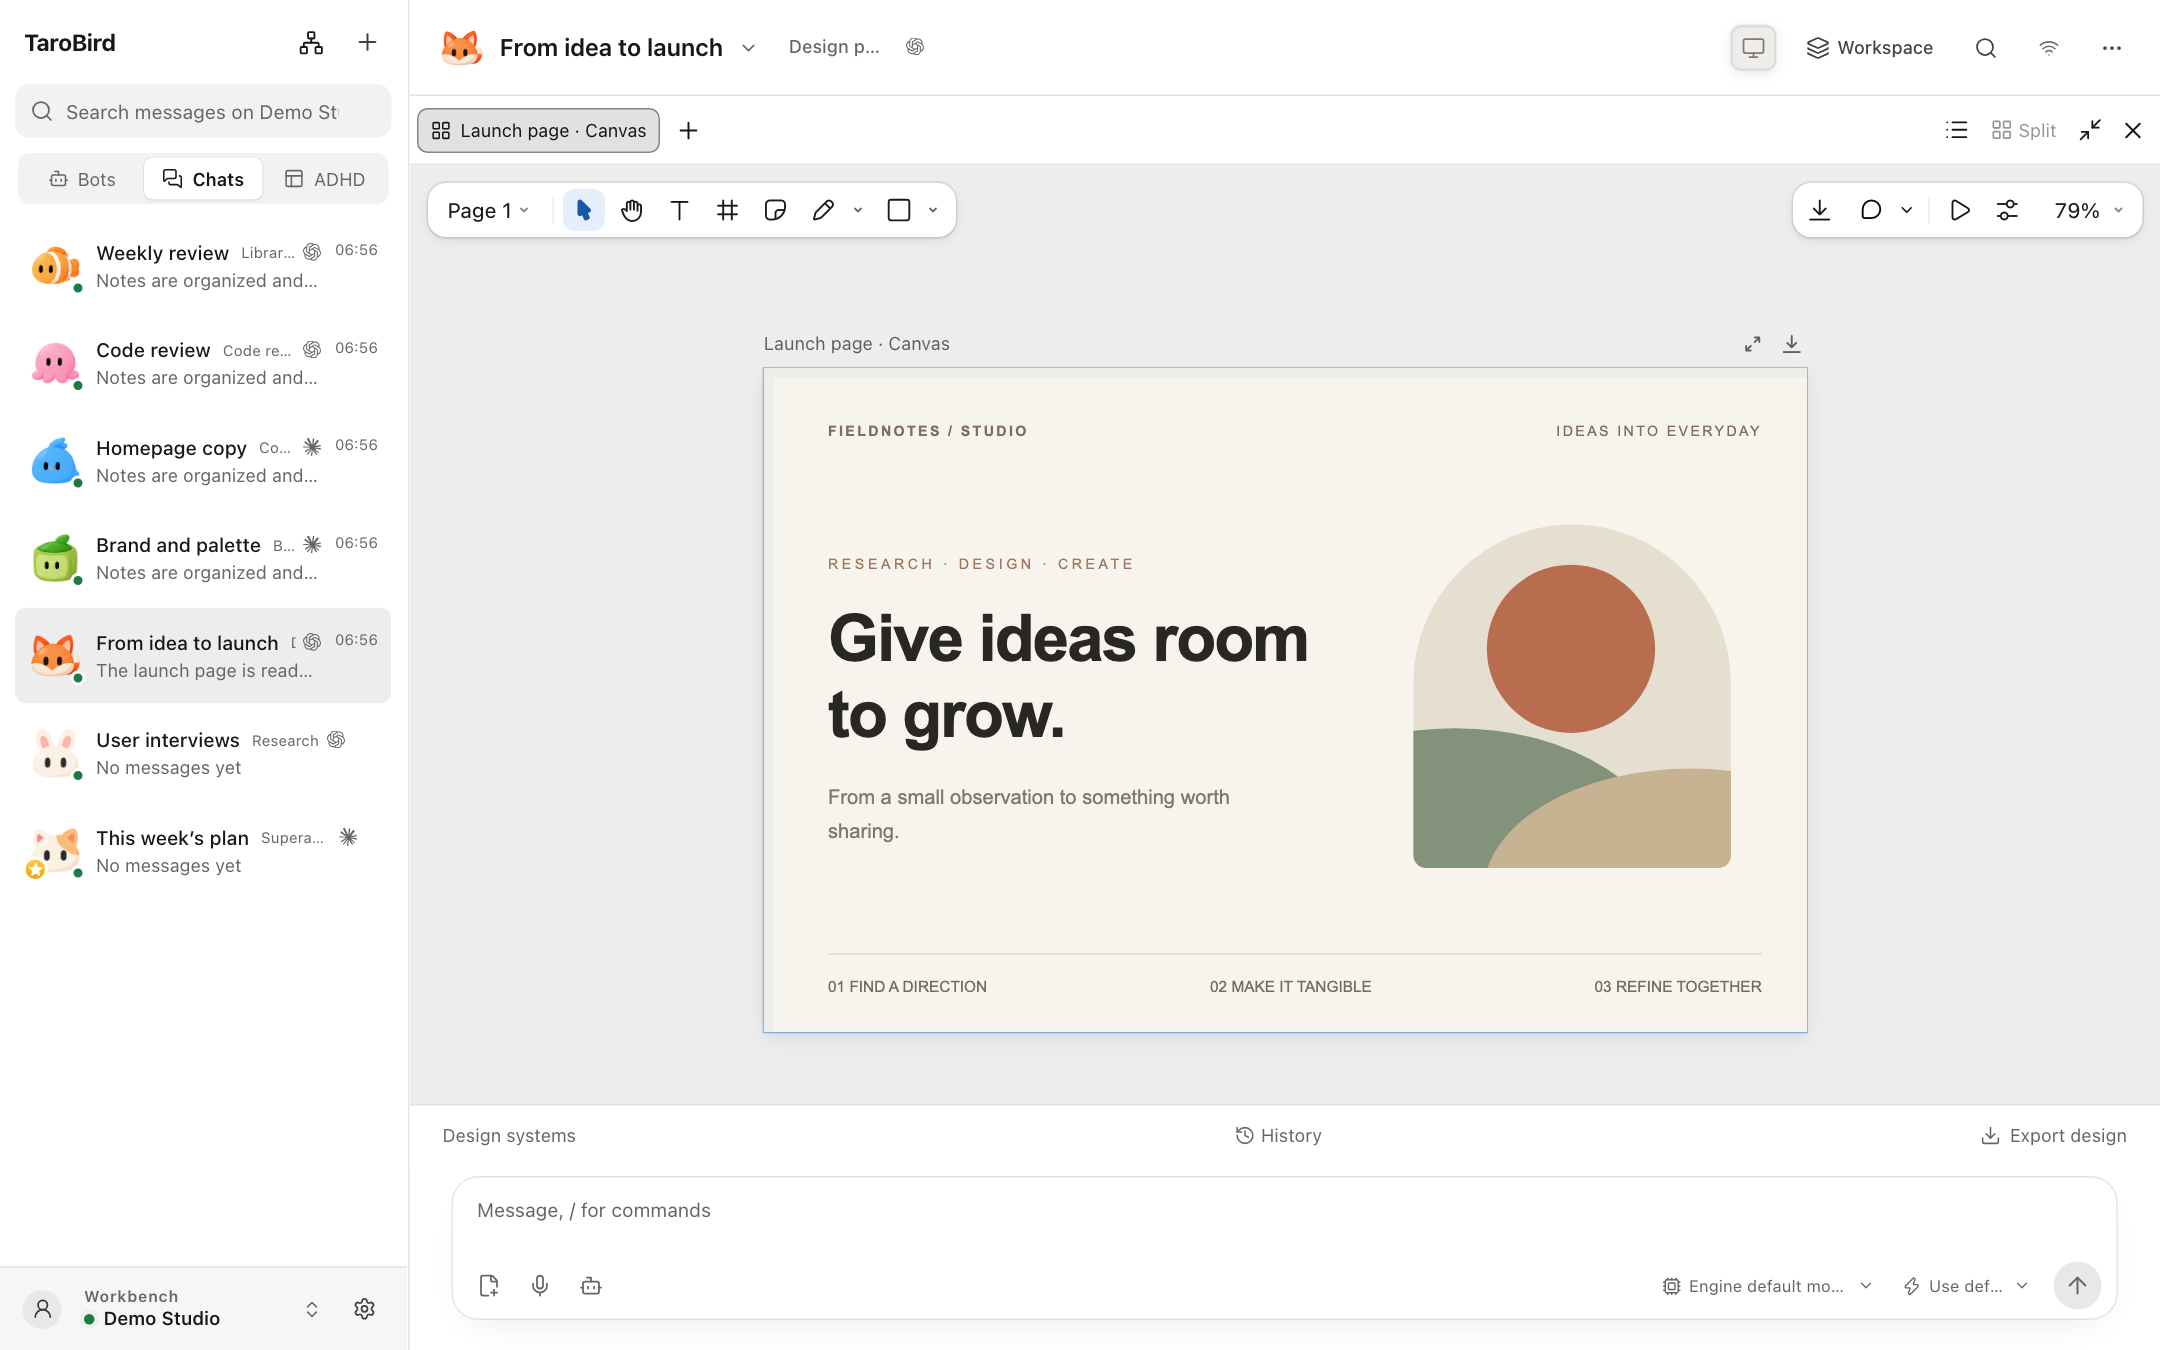 TaroBird
Search messages on Demo St
Bots
Chats
ADHD
Weekly review Librar... 06:56
Notes are organized and...
Code review Code re... 06:56
Notes are organized and...
Homepage copy Co... 06:56
Notes are organized and...
Brand and palette B... 06:56
Notes are organized and...
From idea to launch 06:56
The launch page is read...
User interviews Research
No messages yet
This week’s plan Supera...
No messages yet
Workbench
Demo Studio
From idea to launch
Design p...
Workspace
Launch page · Canvas
Split
Page 1
79%
Launch page · Canvas
FIELDNOTES / STUDIO
IDEAS INTO EVERYDAY
RESEARCH · DESIGN · CREATE
Give ideas room
to grow.
From a small observation to something worth
sharing.
01 FIND A DIRECTION
02 MAKE IT TANGIBLE
03 REFINE TOGETHER
Design systems
History
Export design
Message, / for commands
Engine default mo...
Use def...